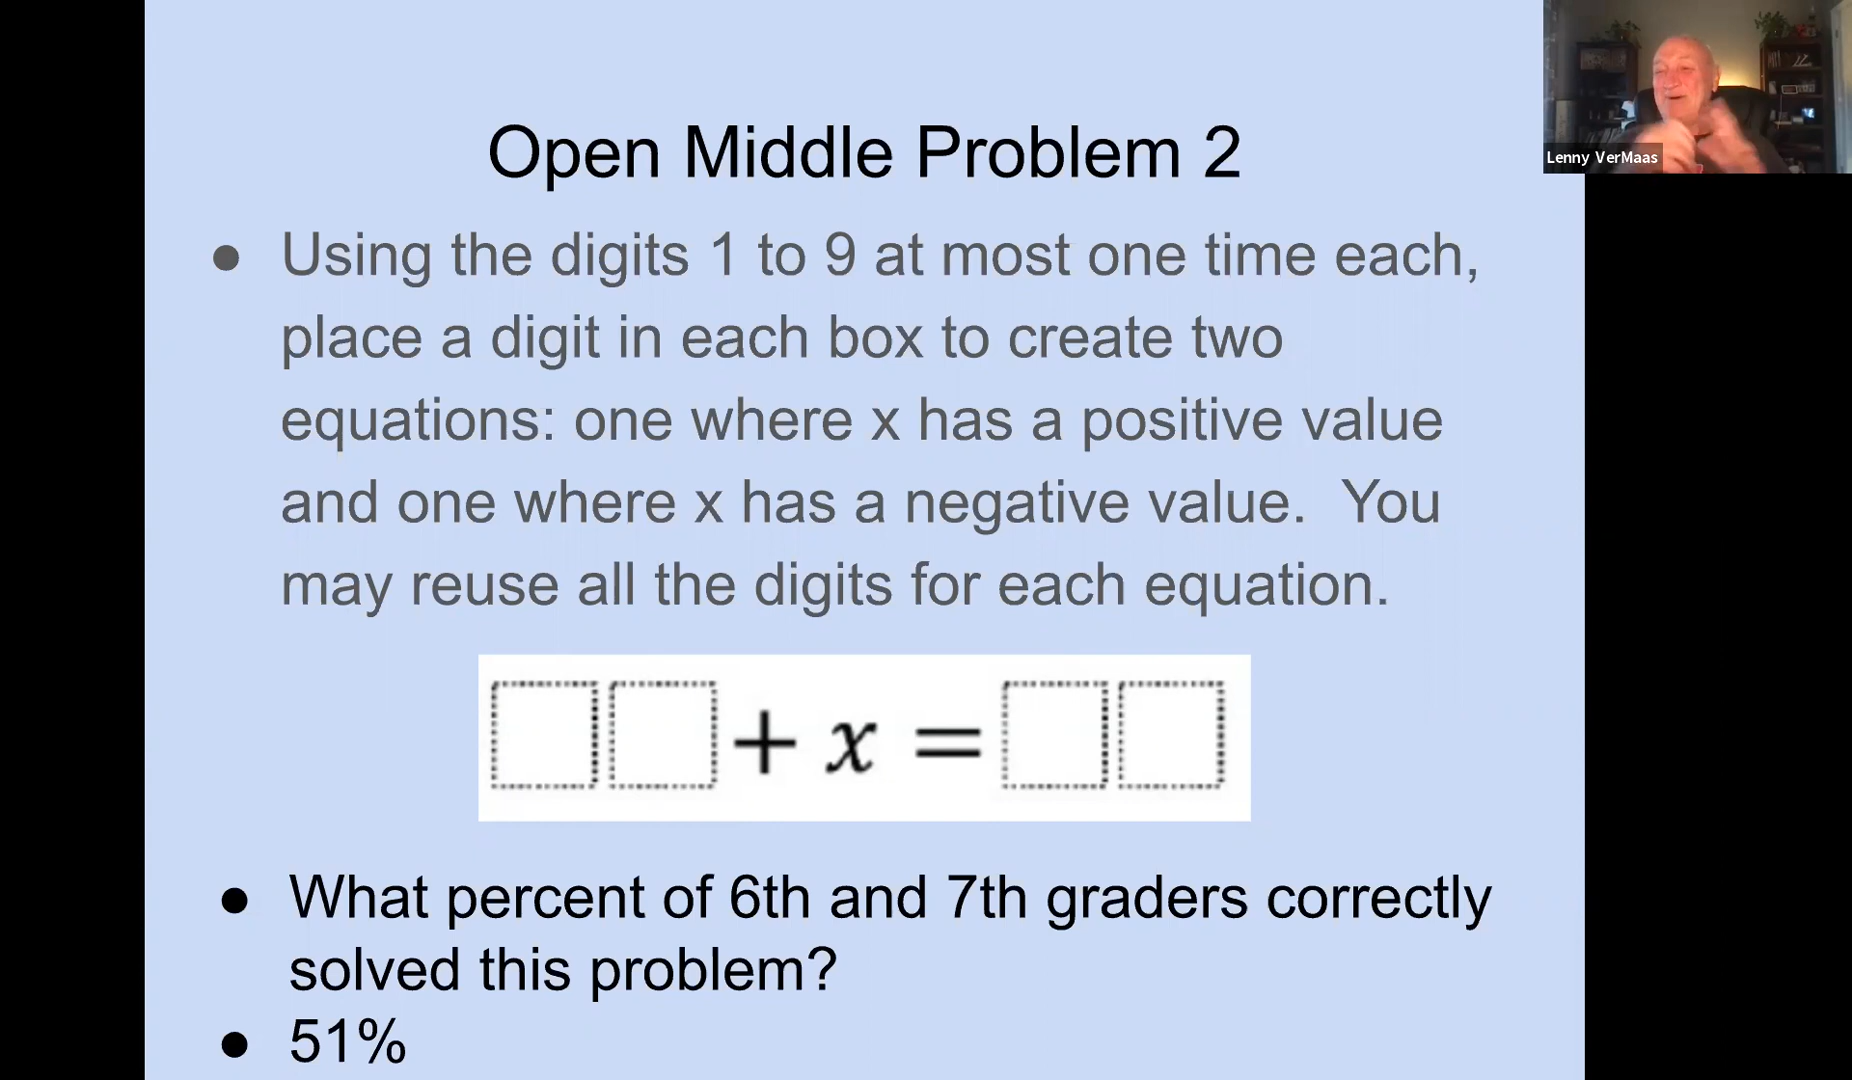 Open Middle Problem 2
Lenny VerMaas
● Using the digits 1 to 9 at most one time each,
place a digit in each box to create two
equations: one where x has a positive value
and one where x has a negative value. You
may reuse all the digits for each equation.
+ x =
● What percent of 6th and 7th graders correctly
solved this problem?
● 51%